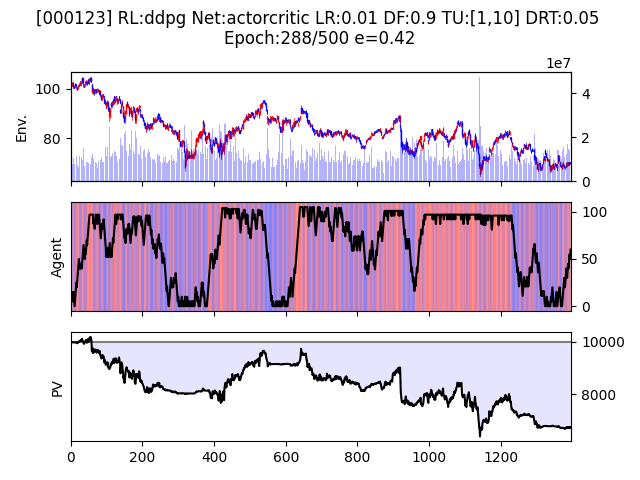 [000123] RL:ddpg Net:actorcritic LR:0.01 DF:0.9 TU:[1,10] DRT:0.05
Epoch:288/500 e=0.42
1e7
100
80
Env.
4
2
0
Agent
100
50
0
PV
10000
8000
0 200 400 600 800 1000 1200